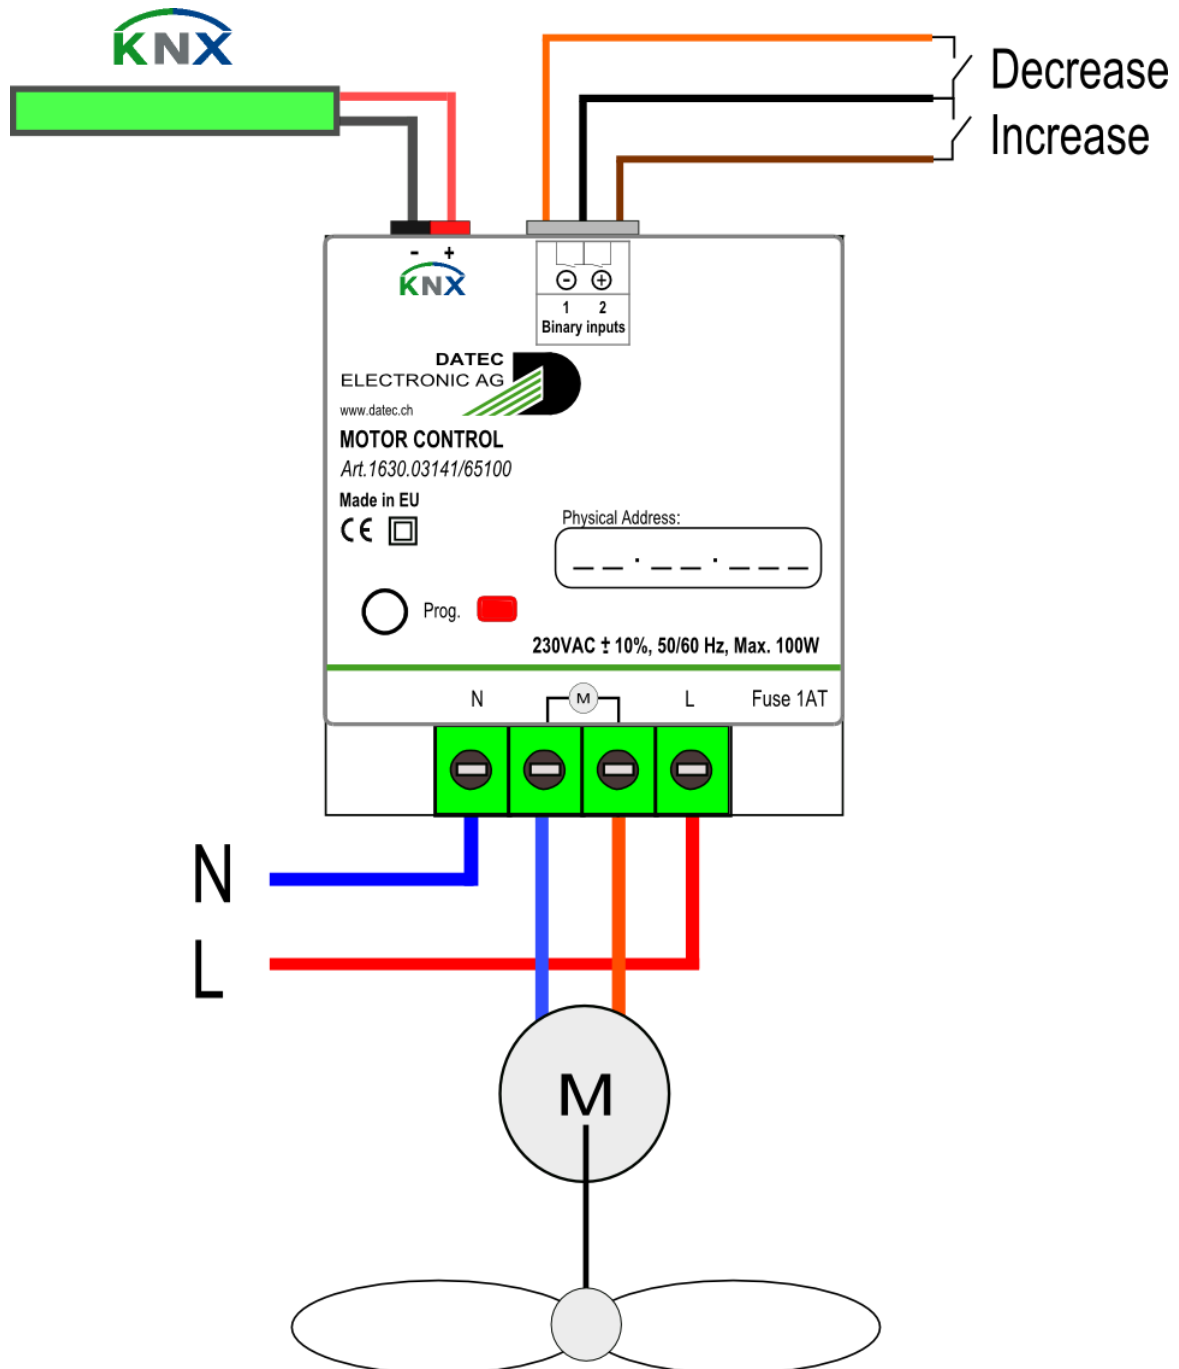 KNX
Decrease
Increase
- +
KNX
- +
1 2
Binary inputs
DATEC
ELECTRONIC AG
www.datec.ch
MOTOR CONTROL
Art.1630.03141/65100
Made in EU
CE
Physical Address:
__ . __ . ___
Prog.
230VAC ± 10%, 50/60 Hz, Max. 100W
N M L Fuse 1AT
N
L
M